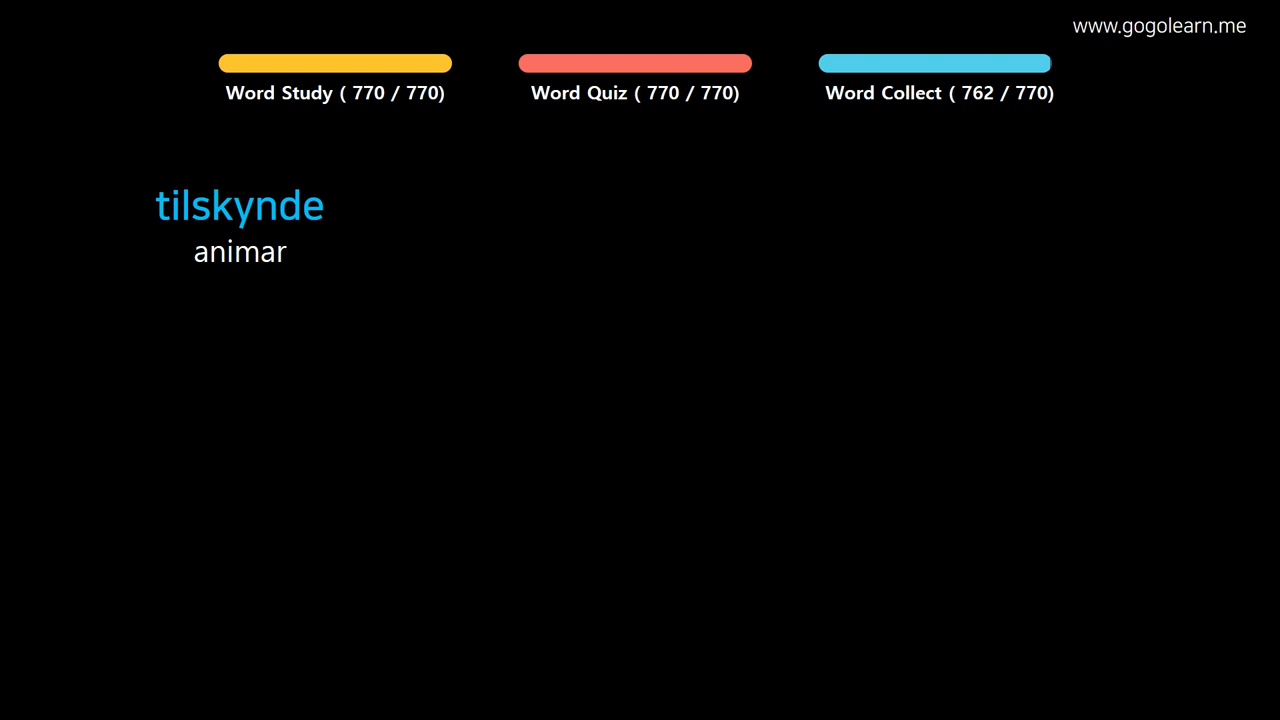 www.gogolearn.me
Word Study ( 770 / 770)
Word Quiz ( 770 / 770)
Word Collect ( 762 / 770)
tilskynde
animar